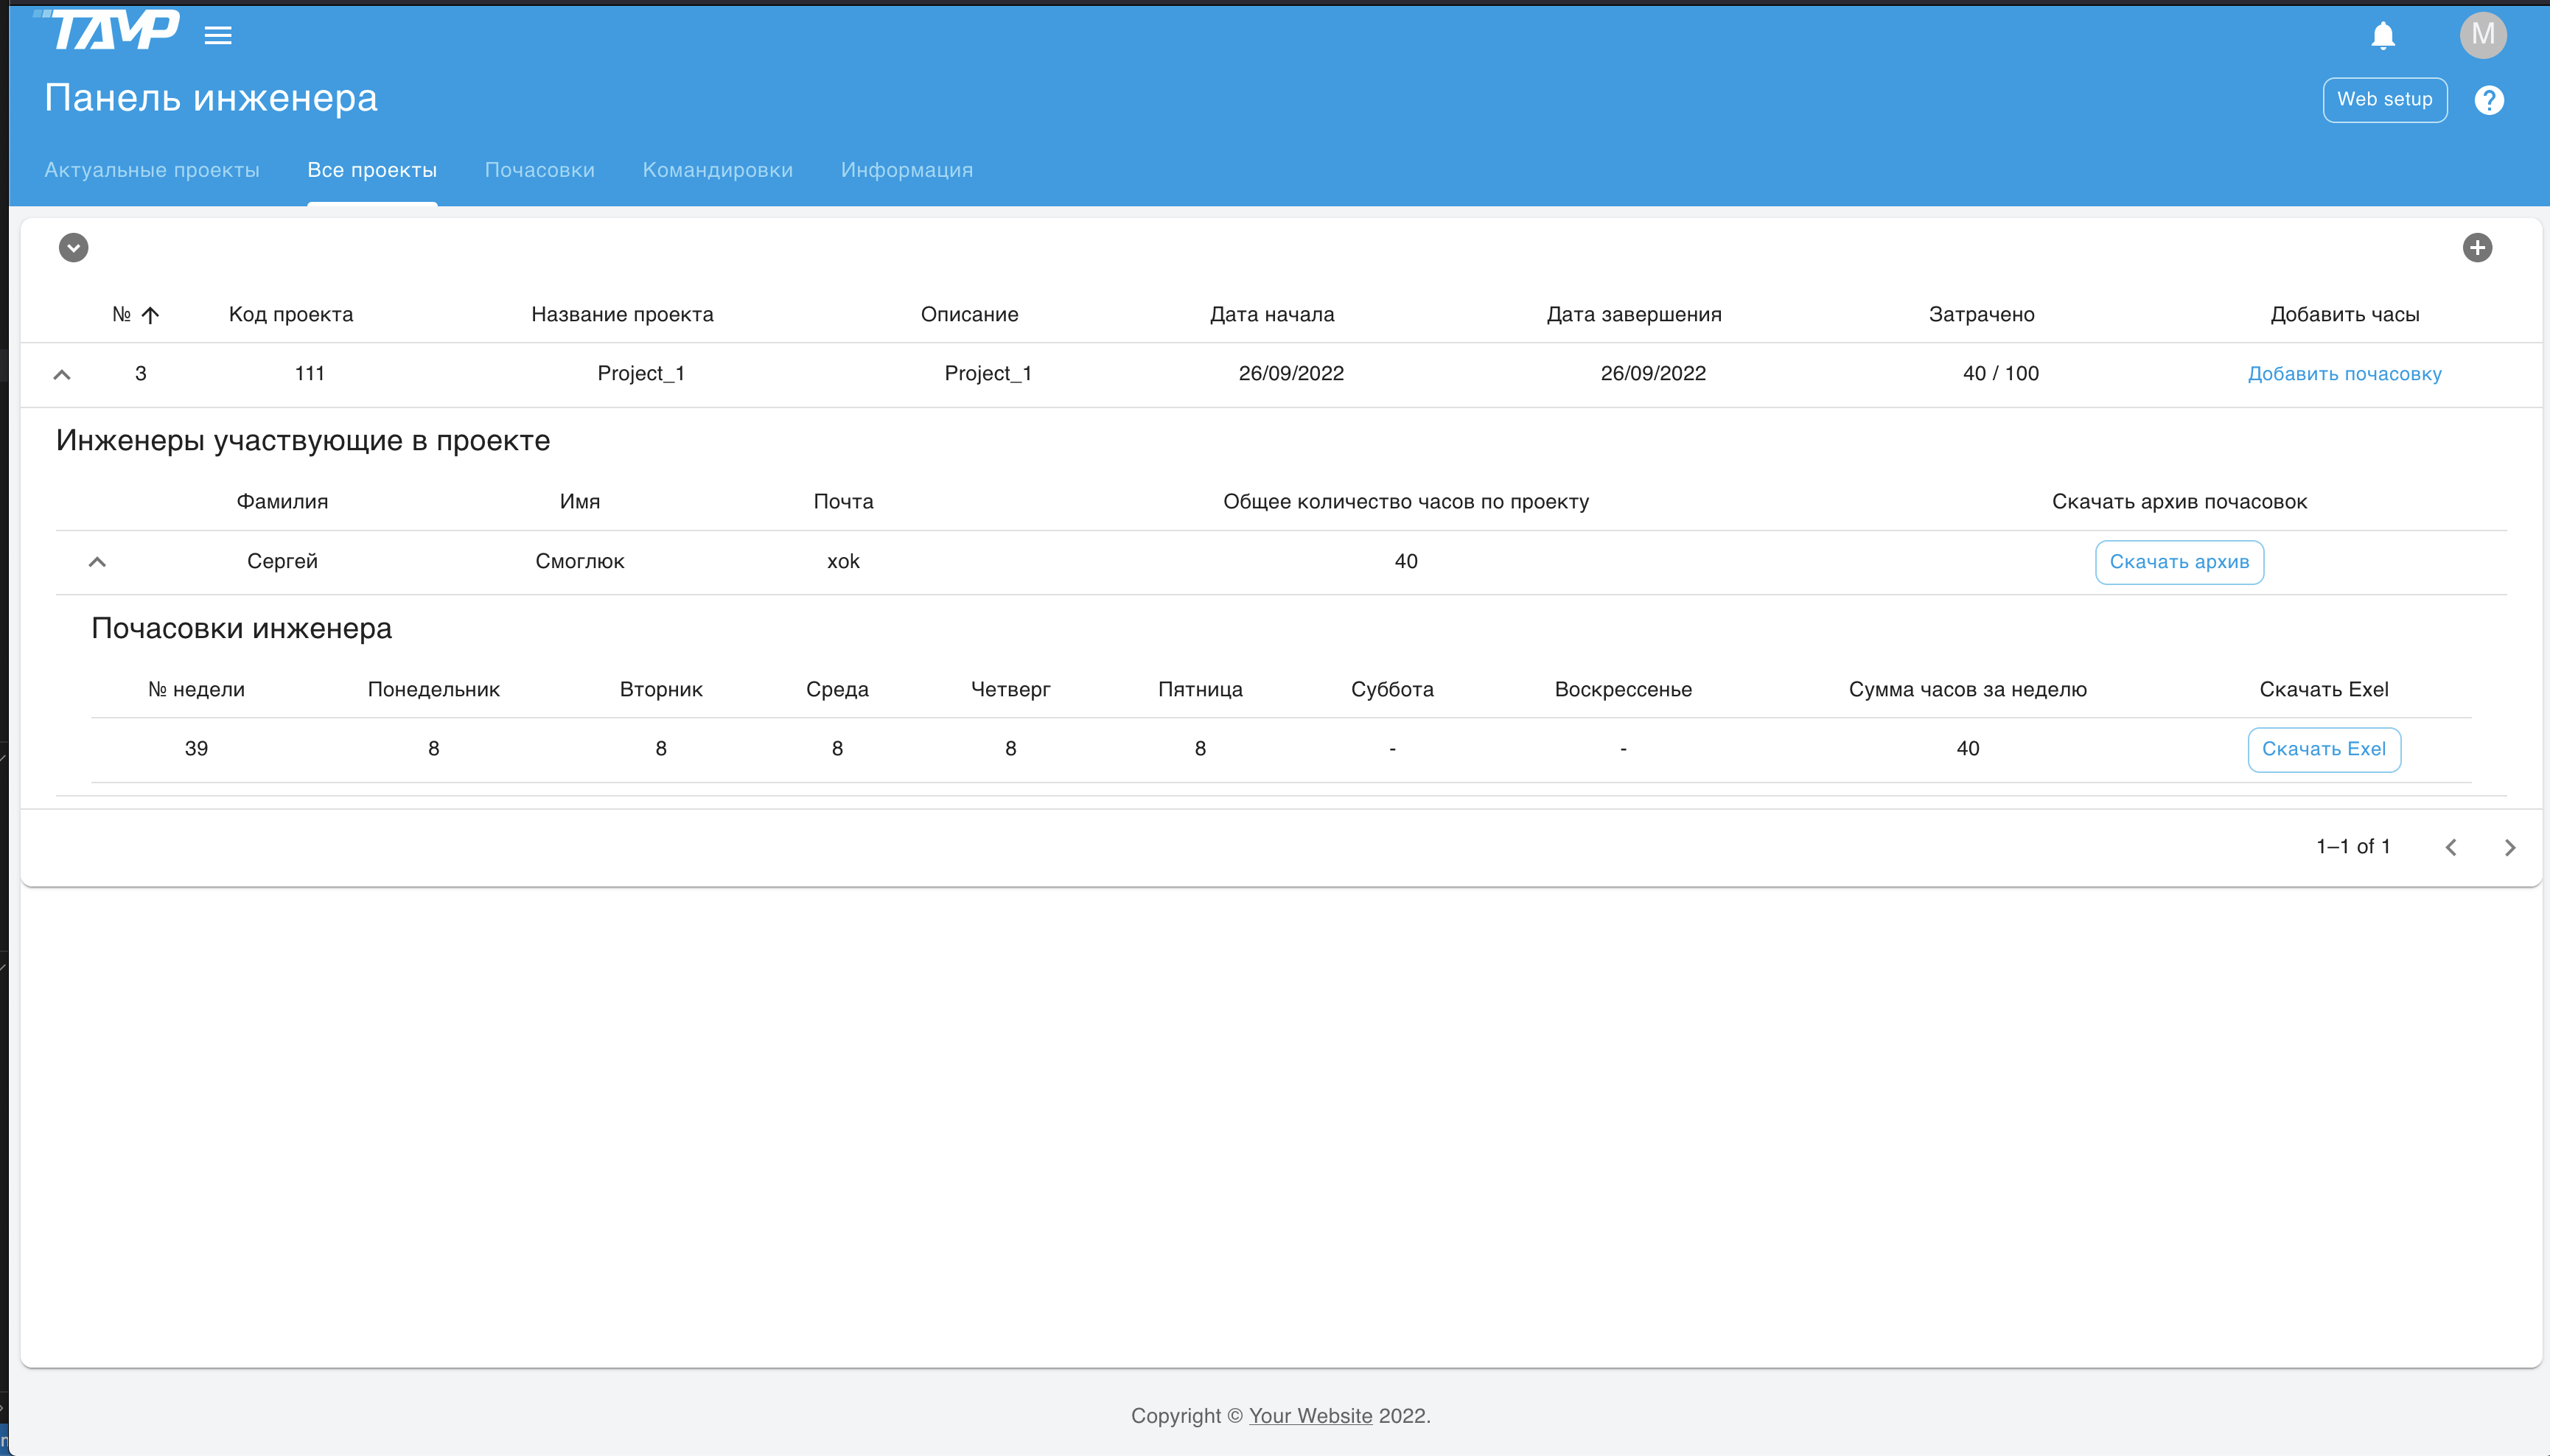 TAMP
M
Панель инженера
Web setup
Актуальные проекты Все проекты Почасовки Командировки Информация
№ Код проекта Название проекта Описание Дата начала Дата завершения Затрачено Добавить часы
3 111 Project_1 Project_1 26/09/2022 26/09/2022 40 / 100 Добавить почасовку
Инженеры участвующие в проекте
Фамилия Имя Почта Общее количество часов по проекту Скачать архив почасовок
Сергей Смоглюк xok 40 Скачать архив
Почасовки инженера
№ недели Понедельник Вторник Среда Четверг Пятница Суббота Воскрессенье Сумма часов за неделю Скачать Exel
39 8 8 8 8 8 - - 40 Скачать Exel
1–1 of 1
Copyright © Your Website 2022.